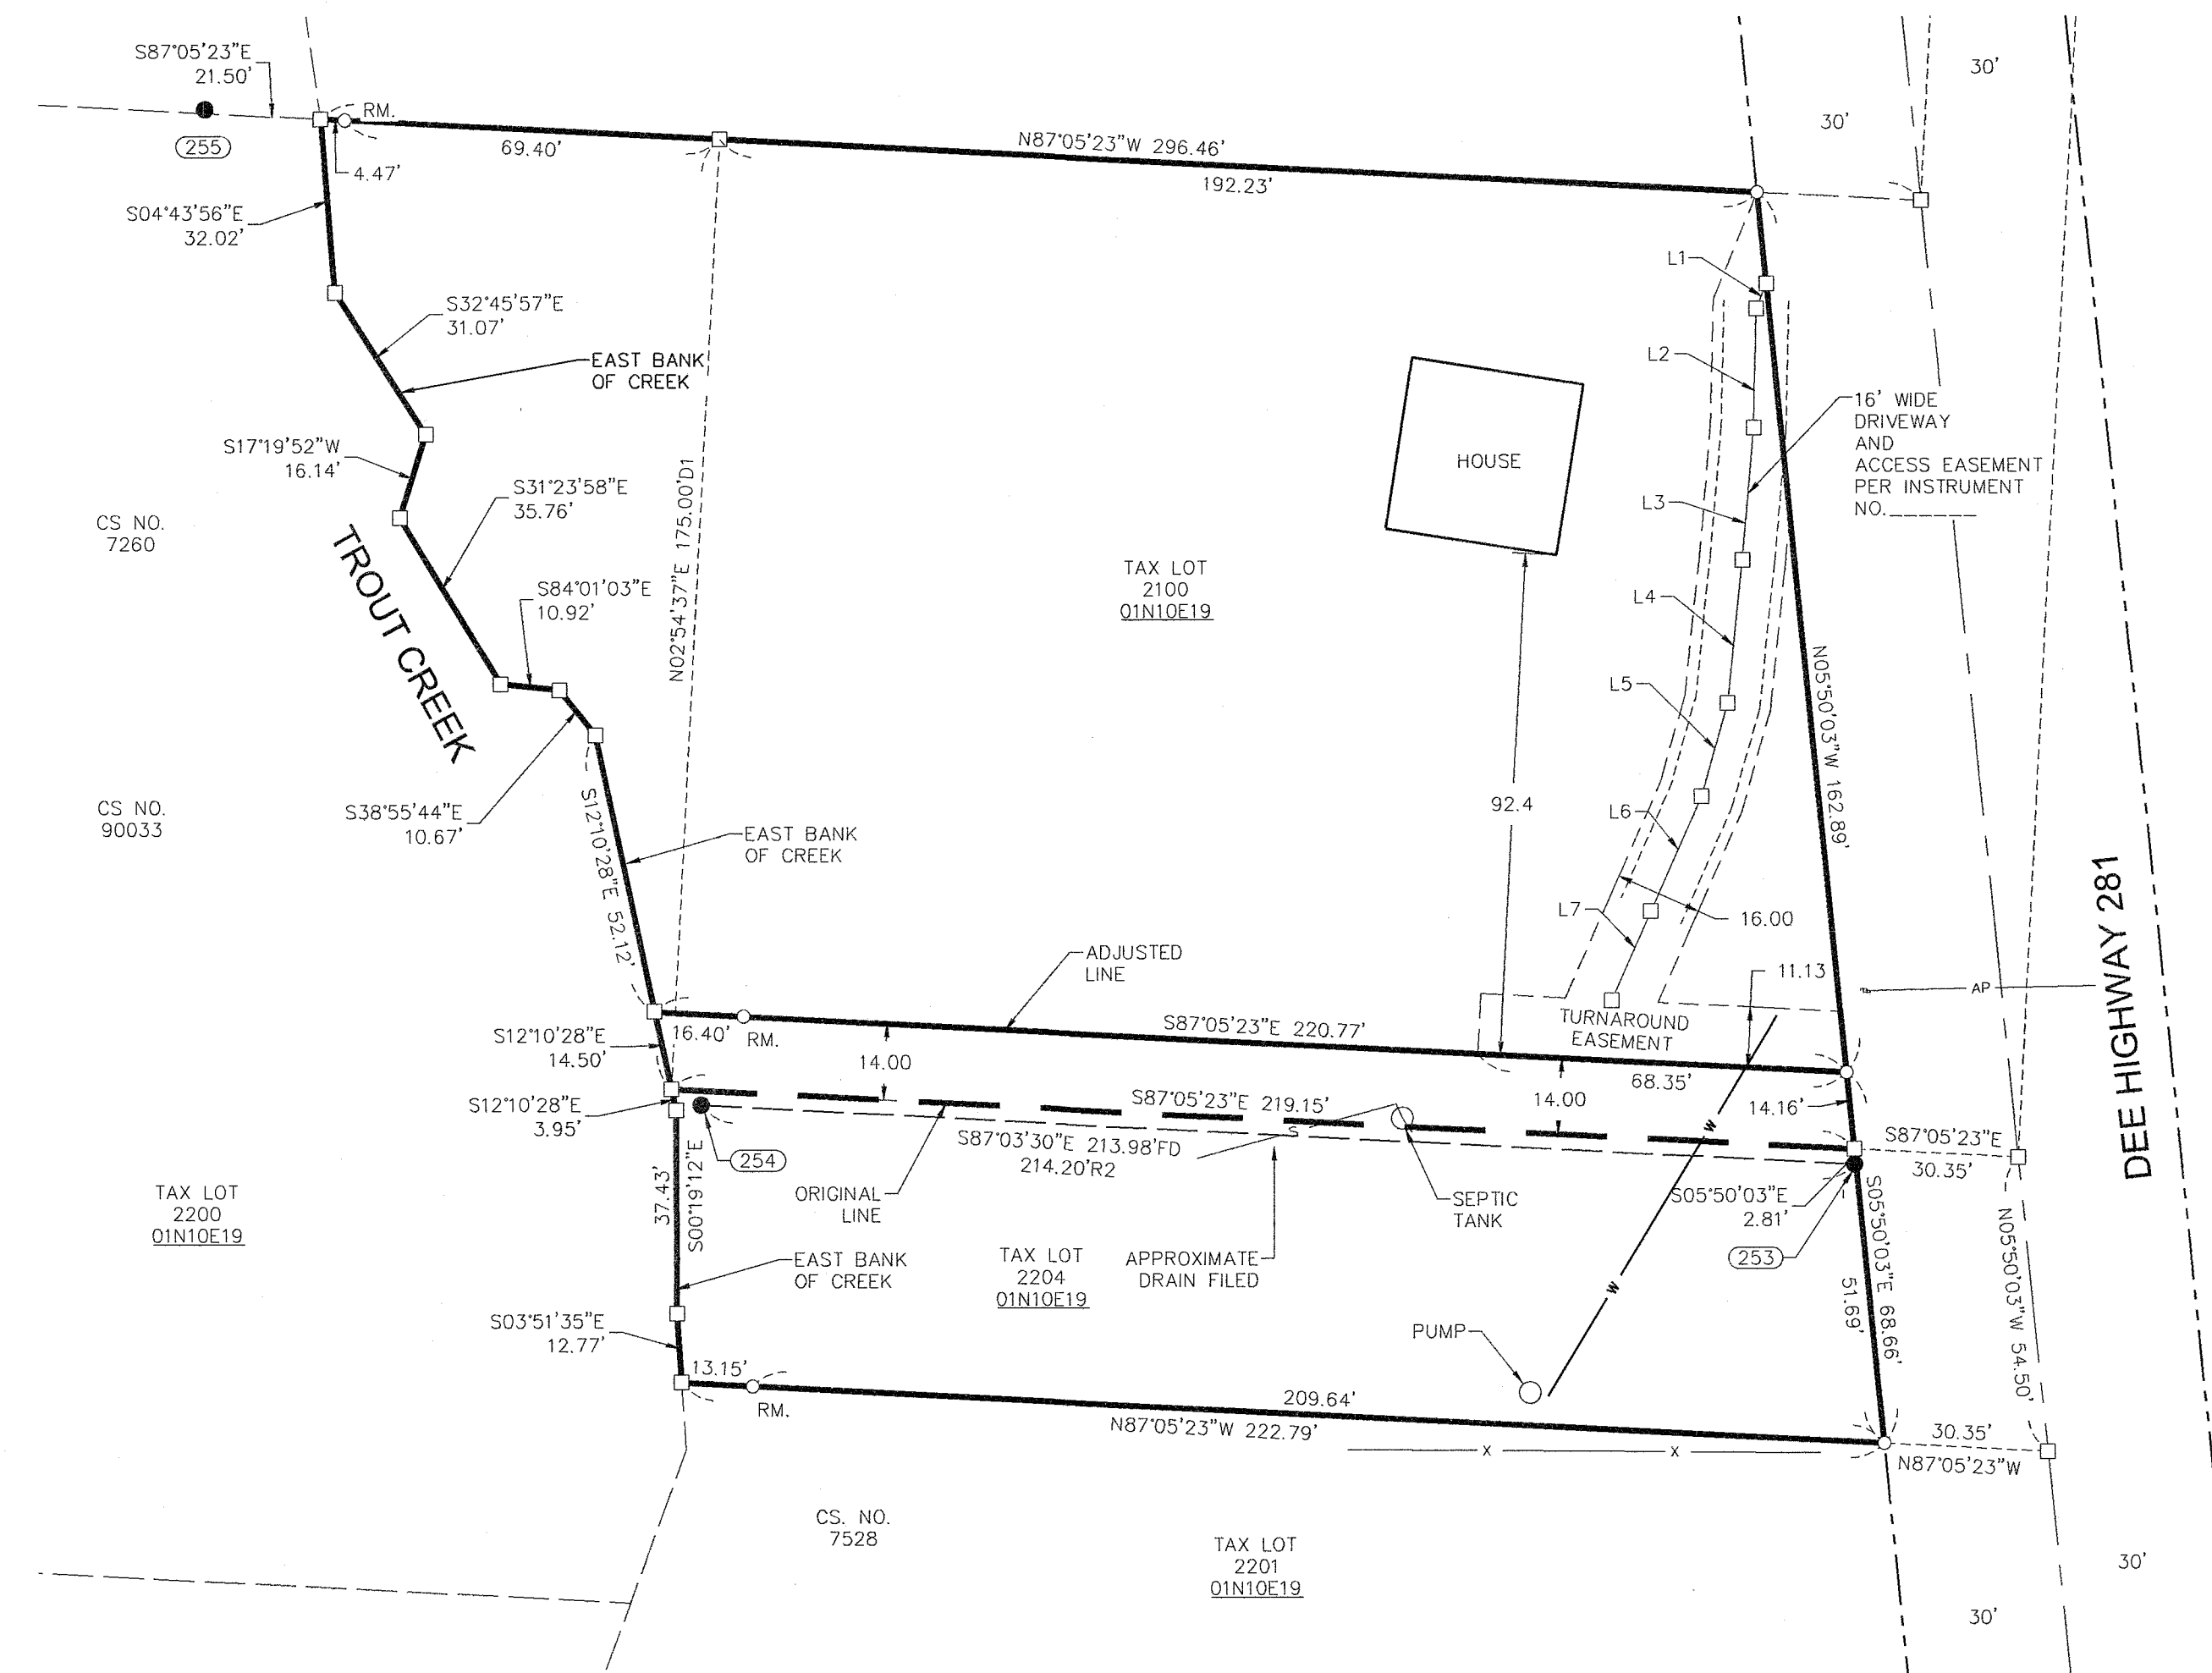 S87°05'23"E
21.50'
30'
30'
RM.
255
69.40'
4.47'
N87°05'23"W 296.46'
192.23'
S04°43'56"E
32.02'
L1
S32°45'57"E
31.07'
EAST BANK
OF CREEK
L2
16' WIDE
DRIVEWAY
AND
ACCESS EASEMENT
PER INSTRUMENT
NO._______
S17°19'52"W
16.14'
HOUSE
N02°54'37"E 175.00'D1
S31°23'58"E
35.76'
L3
CS NO.
7260
TROUT CREEK
TAX LOT
2100
01N10E19
S84°01'03"E
10.92'
L4
L5
N05°50'03"W 162.89'
CS NO.
90033
S38°55'44"E
10.67'
S12°10'28"E 52.12'
EAST BANK
OF CREEK
92.4
L6
L7
16.00
DEE HIGHWAY 281
ADJUSTED
LINE
11.13
AP
S12°10'28"E
14.50'
16.40'
RM.
14.00
S87°05'23"E 220.77'
TURNAROUND
EASEMENT
68.35'
S12°10'28"E
3.95'
S87°05'23"E 219.15'
14.00
14.16'
W
S
S87°03'30"E 213.98'FD
214.20'R2
S87°05'23"E
30.35'
254
37.43'
S00°19'12"E
ORIGINAL
LINE
SEPTIC
TANK
S05°50'03"E
2.81'
TAX LOT
2200
01N10E19
253
S05°50'03"E 68.66'
51.69'
N05°50'03"W 54.50'
EAST BANK
OF CREEK
TAX LOT
2204
01N10E19
APPROXIMATE
DRAIN FILED
W
S03°51'35"E
12.77'
PUMP
13.15'
RM.
209.64'
N87°05'23"W 222.79'
X X
30.35'
N87°05'23"W
CS. NO.
7528
TAX LOT
2201
01N10E19
30'
30'